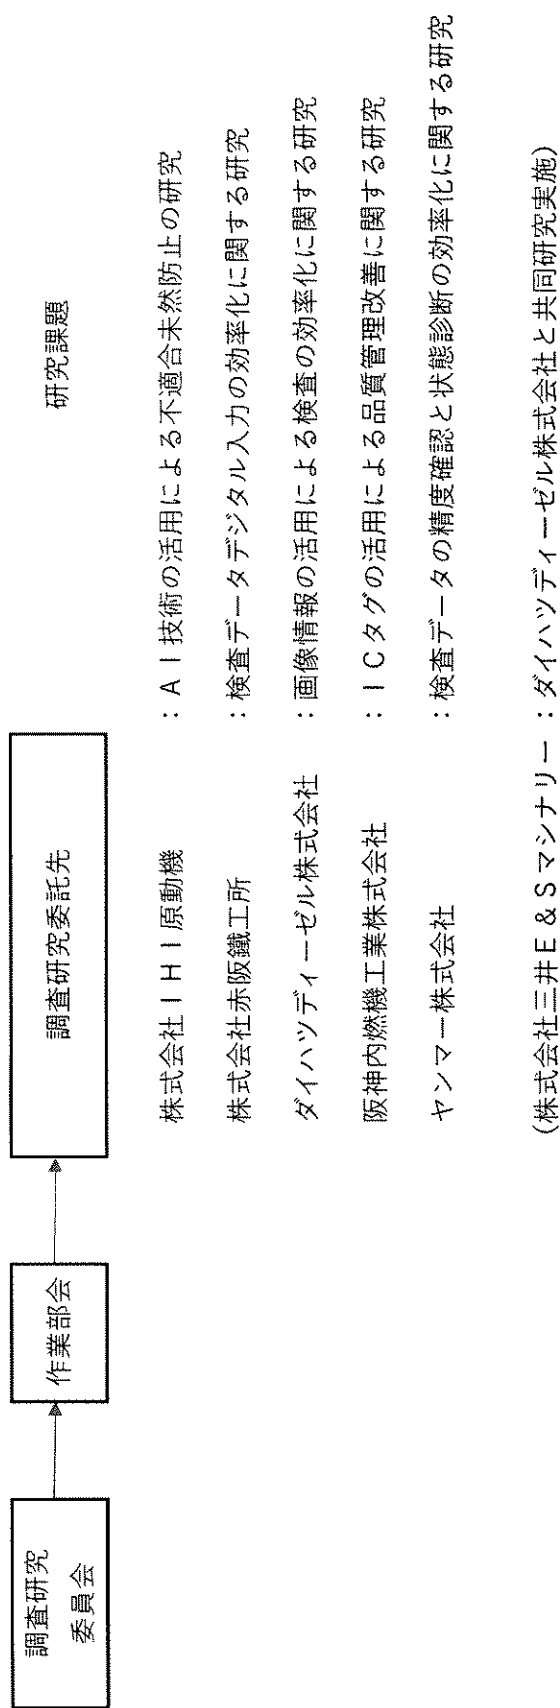 調査研究
委員会
作業部会
調査研究委託先
研究課題
株式会社ＩＨＩ原動機　：ＡＩ技術の活用による不適合未然防止の研究
株式会社赤阪鐵工所　：検査データデジタル入力の効率化に関する研究
ダイハツディーゼル株式会社　：画像情報の活用による検査の効率化に関する研究
阪神内燃機工業株式会社　：ＩＣタグの活用による品質管理改善に関する研究
ヤンマー株式会社　：検査データの精度確認と状態診断の効率化に関する研究
（株式会社三井Ｅ＆Ｓマシナリー　：ダイハツディーゼル株式会社と共同研究実施）